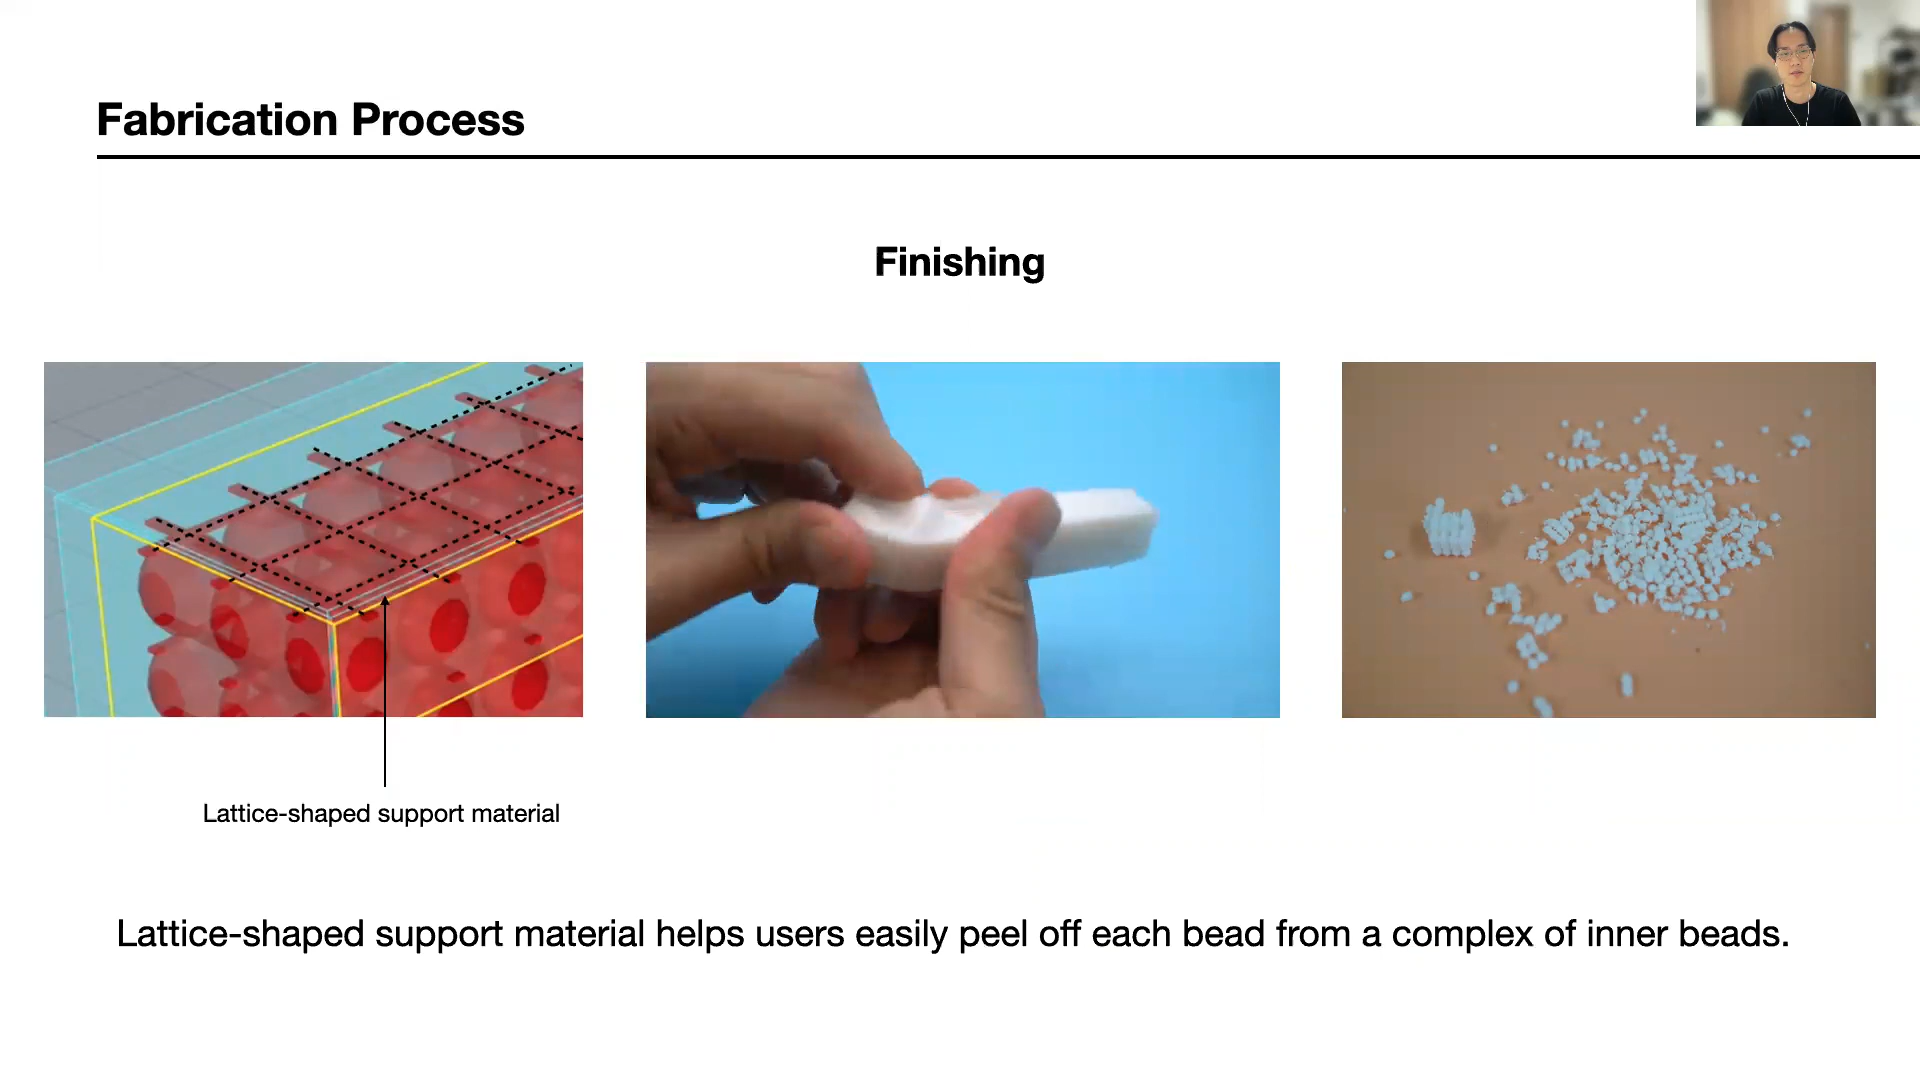 Fabrication Process
Finishing
Lattice-shaped support material
Lattice-shaped support material helps users easily peel off each bead from a complex of inner beads.